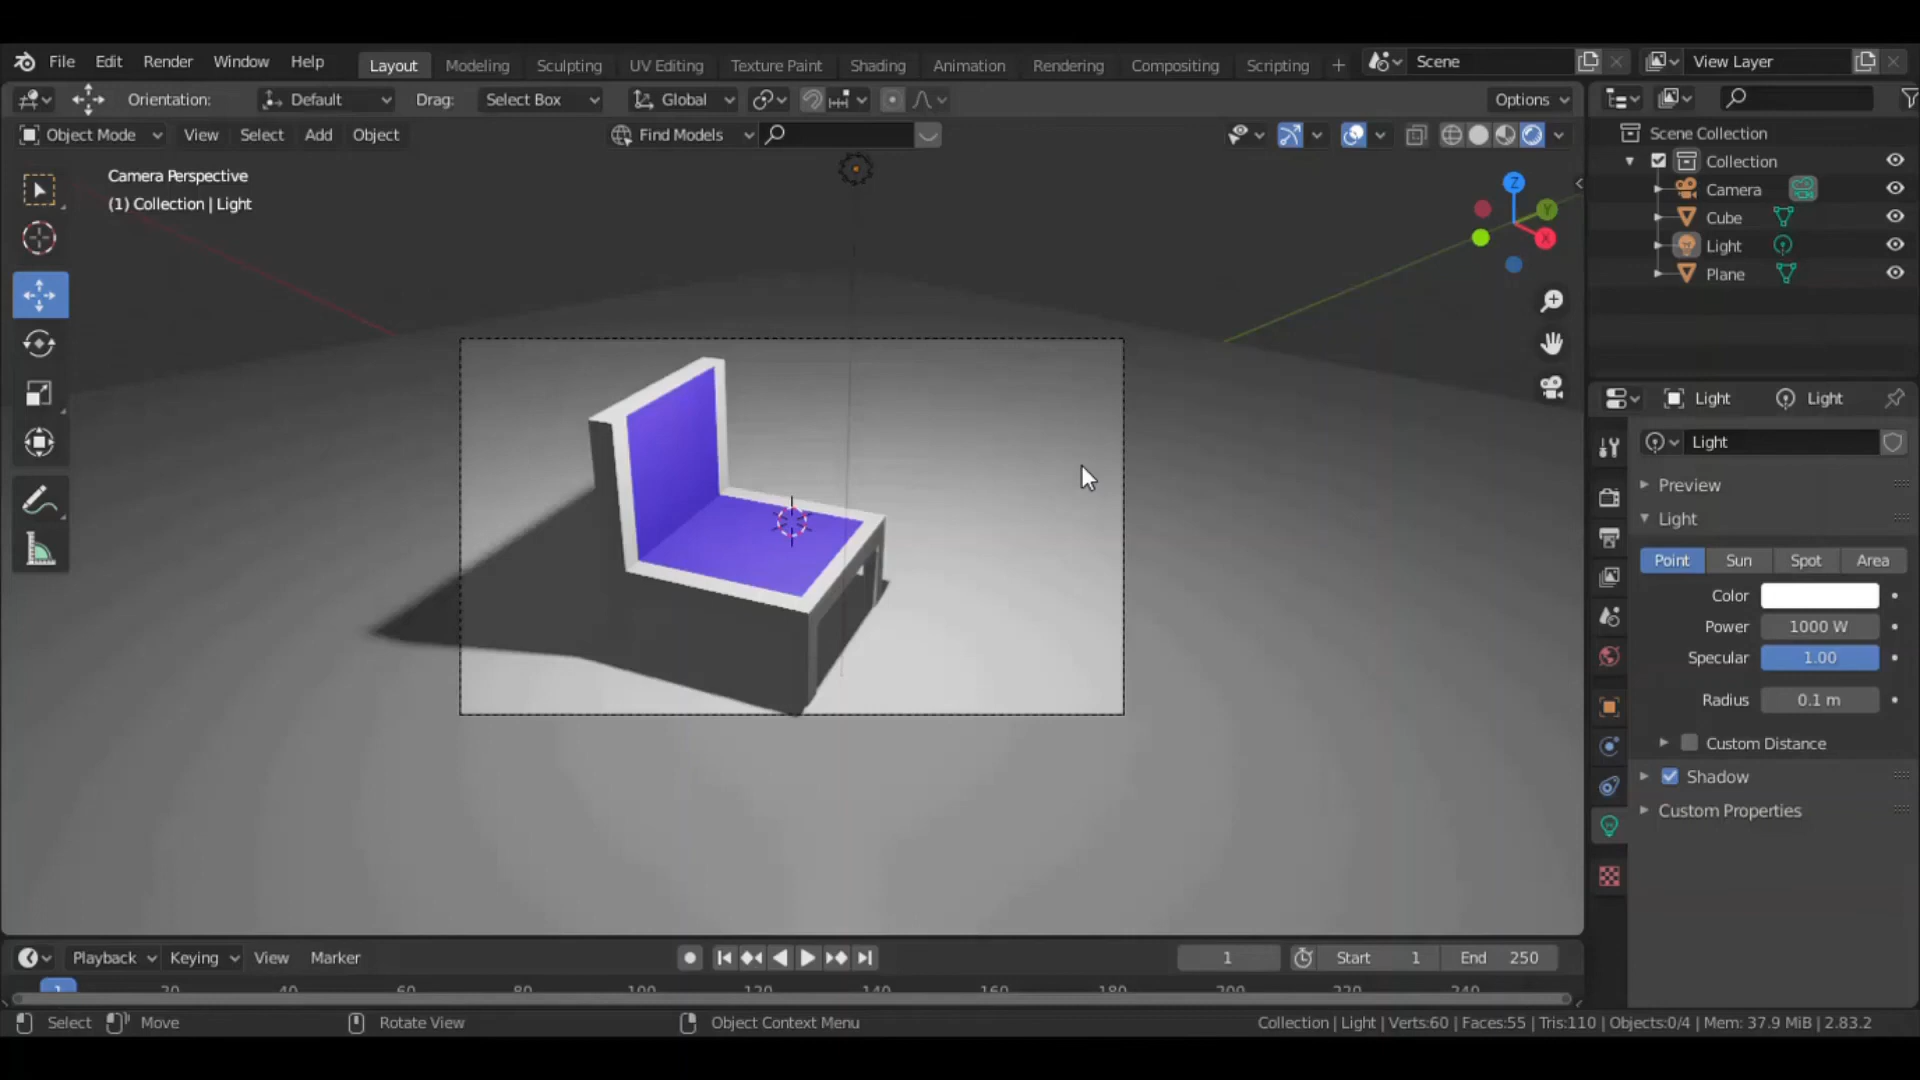 File Edit Render Window Help Layout Modeling Sculpting UV Editing Texture Paint Shading Animation Rendering Compositing Scripting + Scene View Layer
Orientation: Default Drag: Select Box Global Options
Object Mode View Select Add Object Find Models
Camera Perspective
(1) Collection | Light
Z
Y
X
Scene Collection
Collection
Camera
Cube
Light
Plane
Light Light
Light
Preview
Light
Point Sun Spot Area
Color
Power 1000 W
Specular 1.00
Radius 0.1 m
Custom Distance
Shadow
Custom Properties
Playback Keying View Marker 1 Start 1 End 250
1 20 40 60 80 100 120 140 160 180 200 220 240
Select Move Rotate View Object Context Menu Collection | Light | Verts:60 | Faces:55 | Tris:110 | Objects:0/4 | Mem: 37.9 MiB | 2.83.2